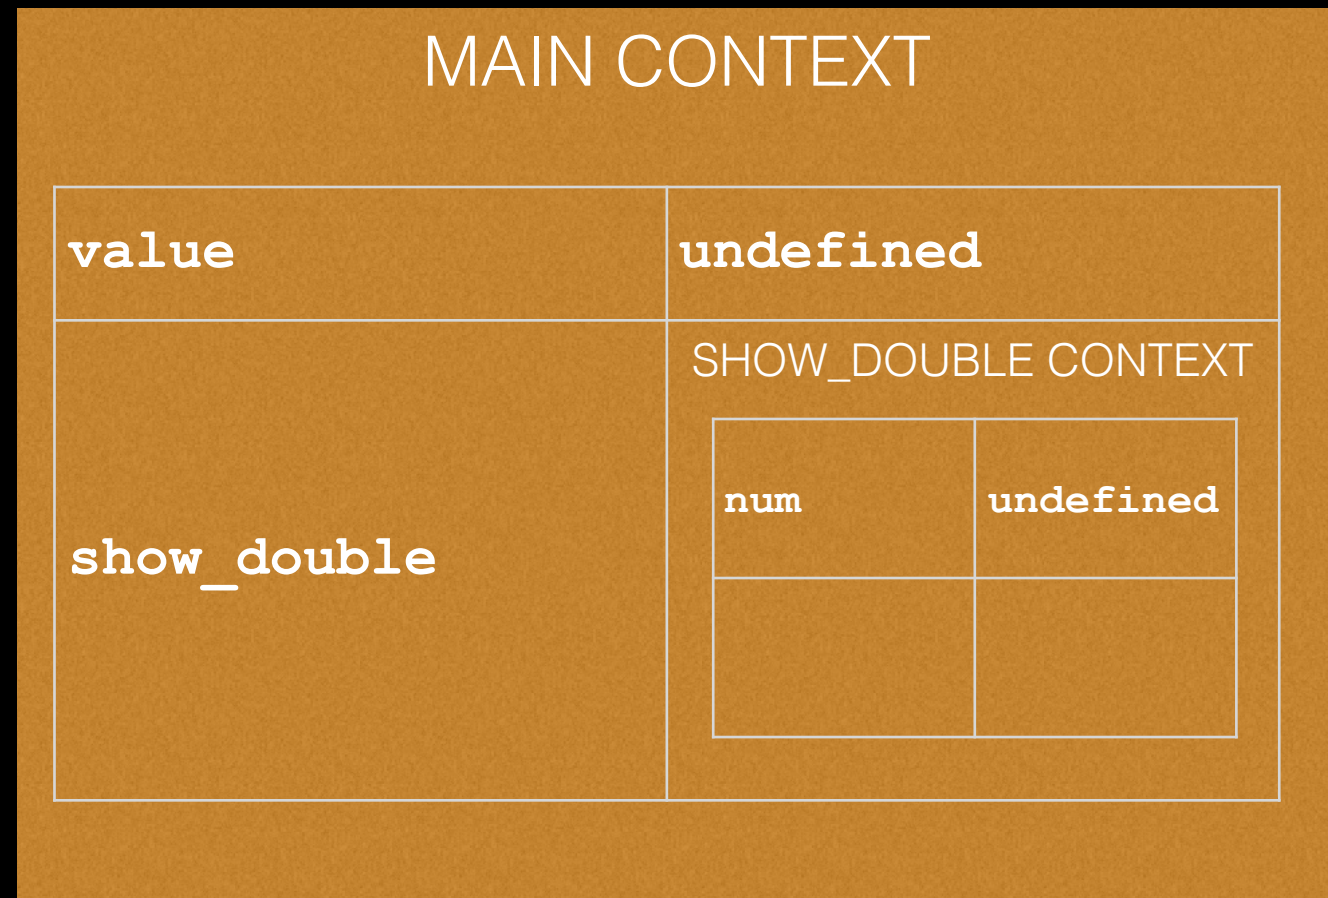 MAIN CONTEXT
value undefined
SHOW_DOUBLE CONTEXT
num undefined
show_double